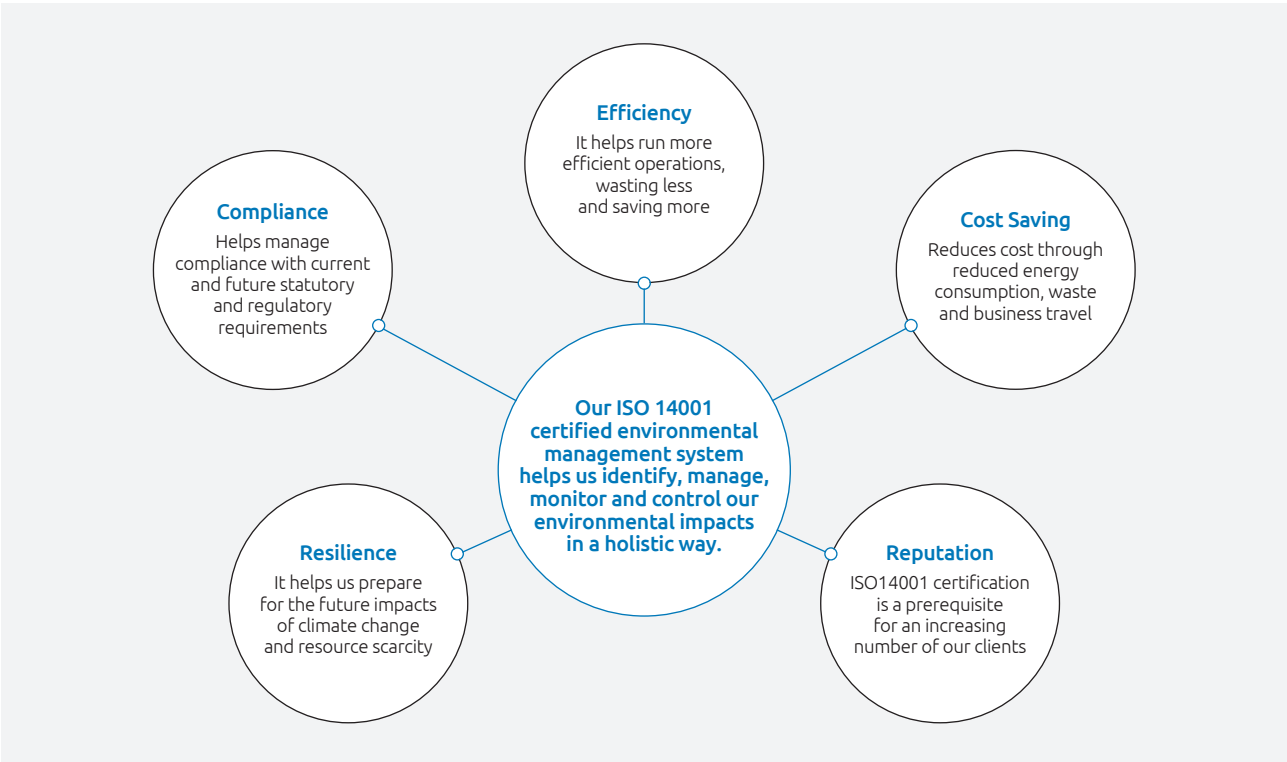 Efficiency
It helps run more
efficient operations,
wasting less
and saving more
Compliance
Helps manage
compliance with current
and future statutory
and regulatory
requirements
Cost Saving
Reduces cost through
reduced energy
consumption, waste
and business travel
Our ISO 14001
certified environmental
management system
helps us identify, manage,
monitor and control our
environmental impacts
in a holistic way.
Resilience
It helps us prepare
for the future impacts
of climate change
and resource scarcity
Reputation
ISO14001 certification
is a prerequisite
for an increasing
number of our clients